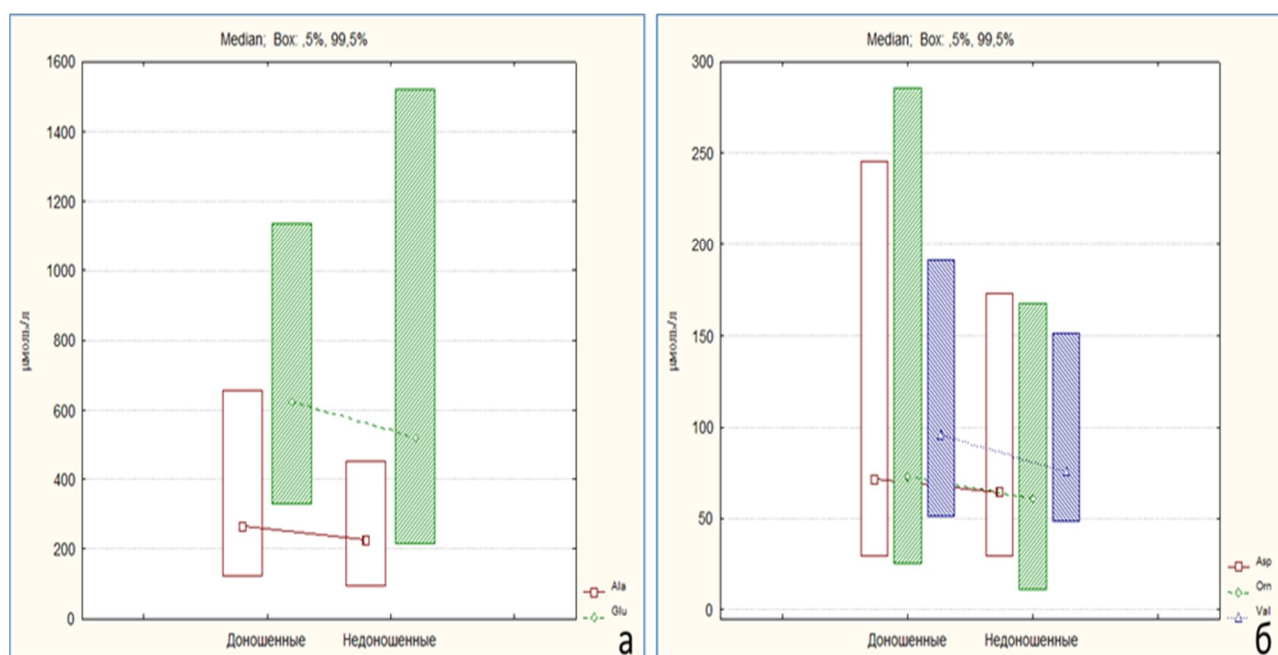 Median; Box: ,5%, 99,5%
1600
1400
1200
1000
800
600
400
200
0
μмоль/л
Доношенные Недоношенные
Ala
Glu
а
Median; Box: ,5%, 99,5%
300
250
200
150
100
50
0
μмоль/л
Доношенные Недоношенные
Asp
Orn
Val
б